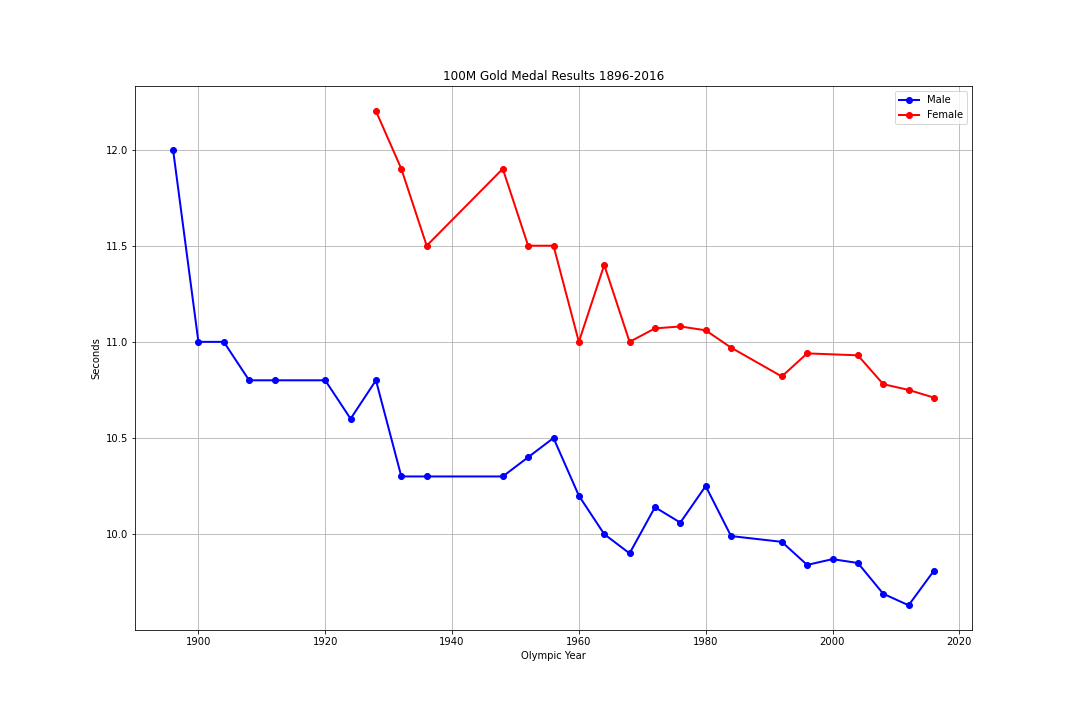 100M Gold Medal Results 1896-2016
Male
Female
12.0
11.5
11.0
10.5
10.0
Seconds
1900 1920 1940 1960 1980 2000 2020
Olympic Year